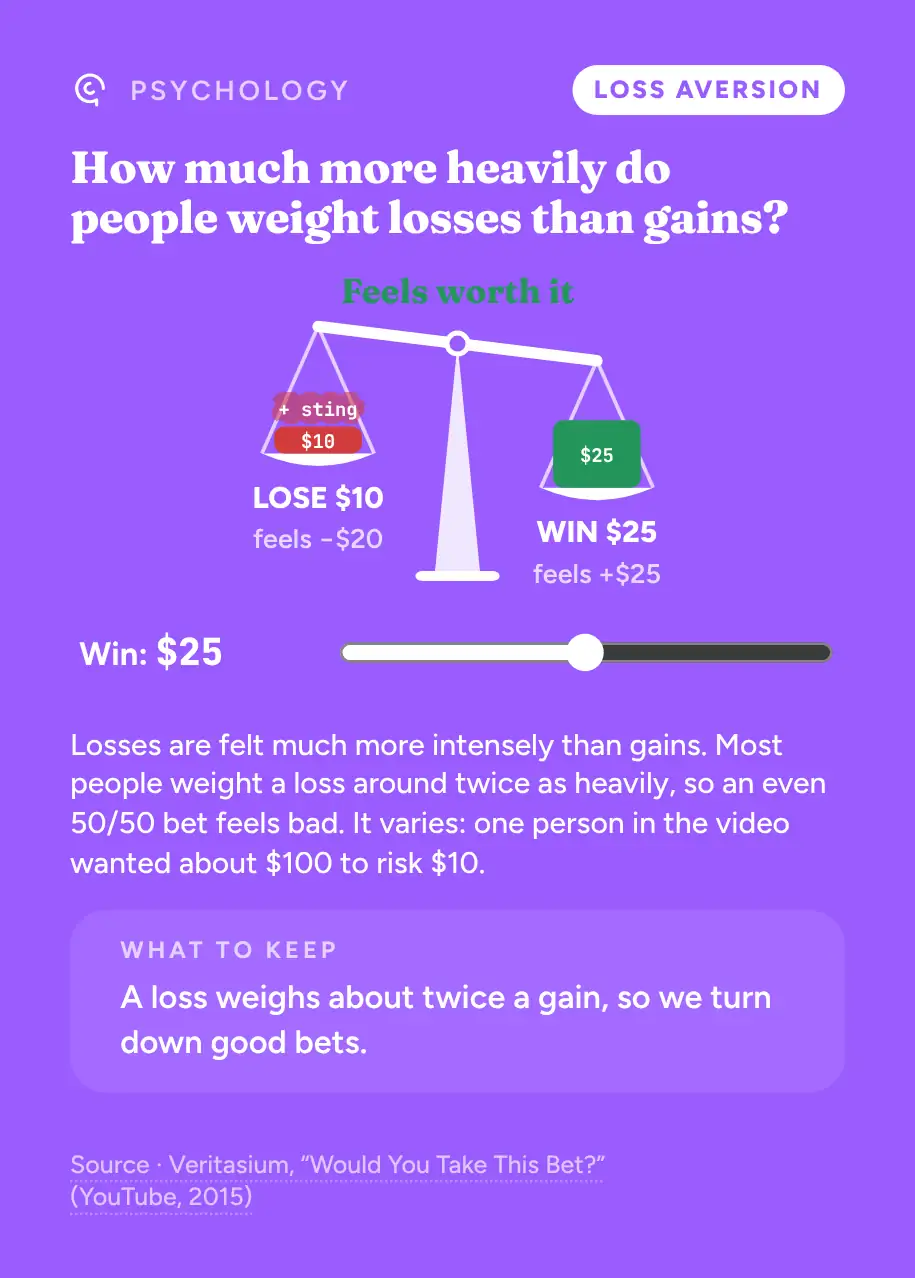 PSYCHOLOGY
LOSS AVERSION
How much more heavily do
people weight losses than gains?
Feels worth it
+ sting
$10
$25
LOSE $10
feels −$20
WIN $25
feels +$25
Win: $25
Losses are felt much more intensely than gains. Most
people weight a loss around twice as heavily, so an even
50/50 bet feels bad. It varies: one person in the video
wanted about $100 to risk $10.
WHAT TO KEEP
A loss weighs about twice a gain, so we turn
down good bets.
Source · Veritasium, “Would You Take This Bet?”
(YouTube, 2015)